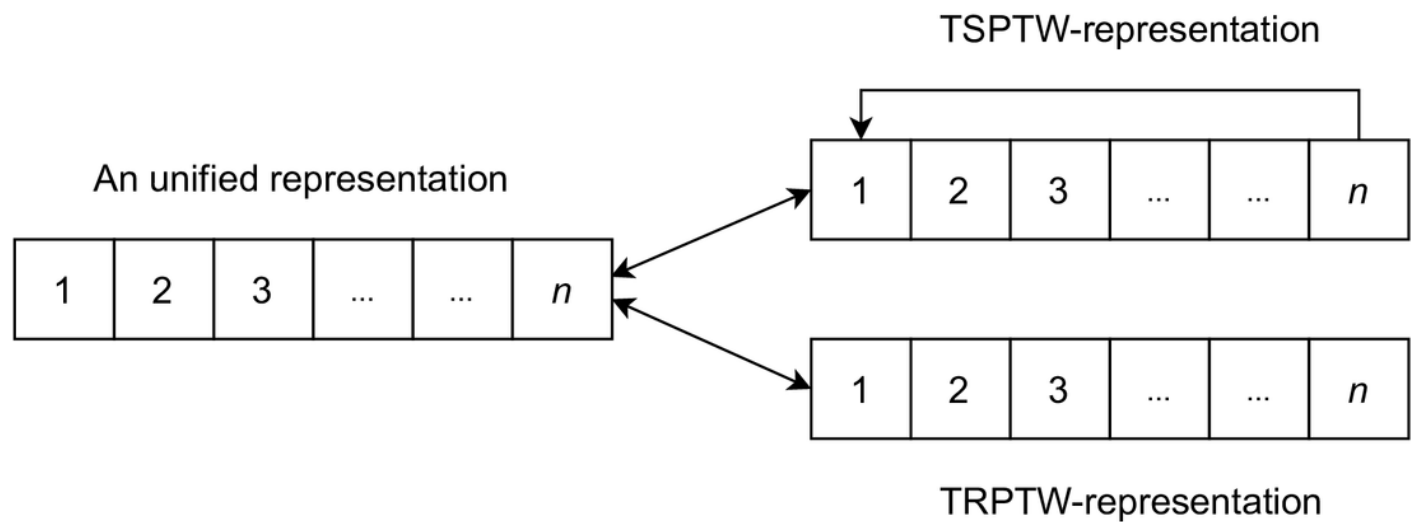 TSPTW-representation
An unified representation
1 2 3 ... ... n
1 2 3 ... ... n
1 2 3 ... ... n
TRPTW-representation